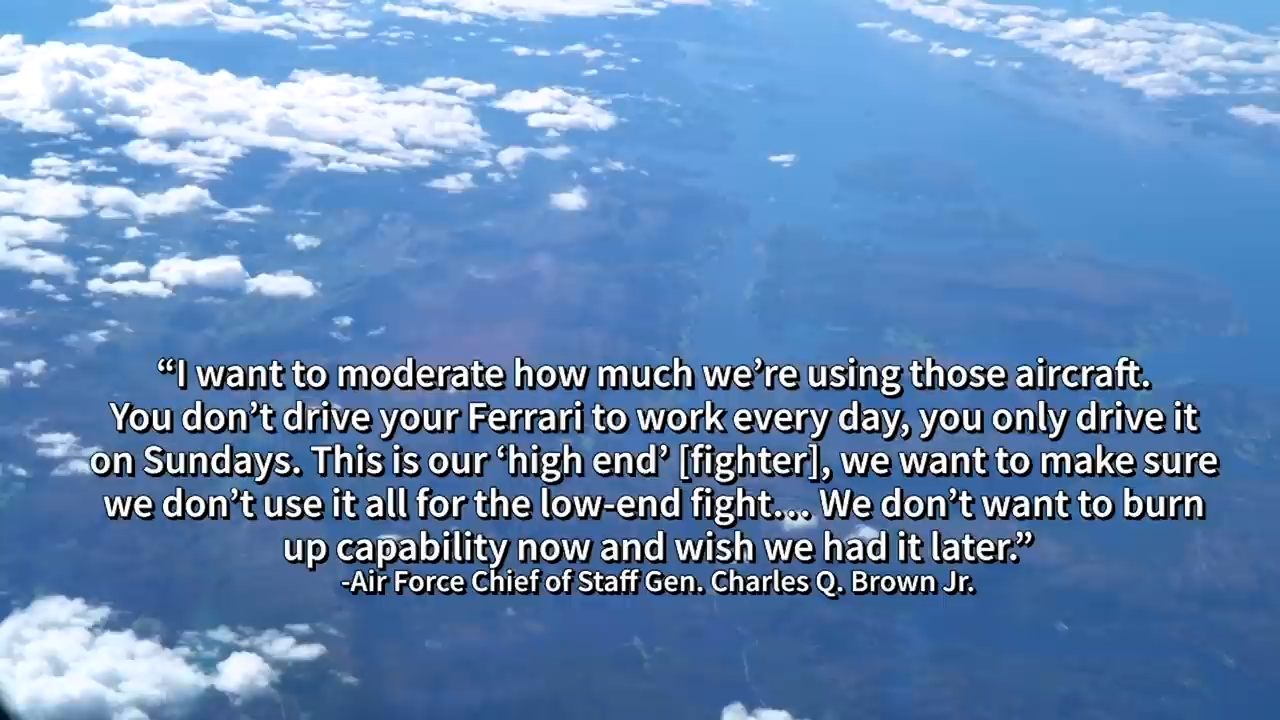 “I want to moderate how much we’re using those aircraft.
You don’t drive your Ferrari to work every day, you only drive it
on Sundays. This is our ‘high end’ [fighter], we want to make sure
we don’t use it all for the low-end fight... We don’t want to burn
up capability now and wish we had it later.”
-Air Force Chief of Staff Gen. Charles Q. Brown Jr.